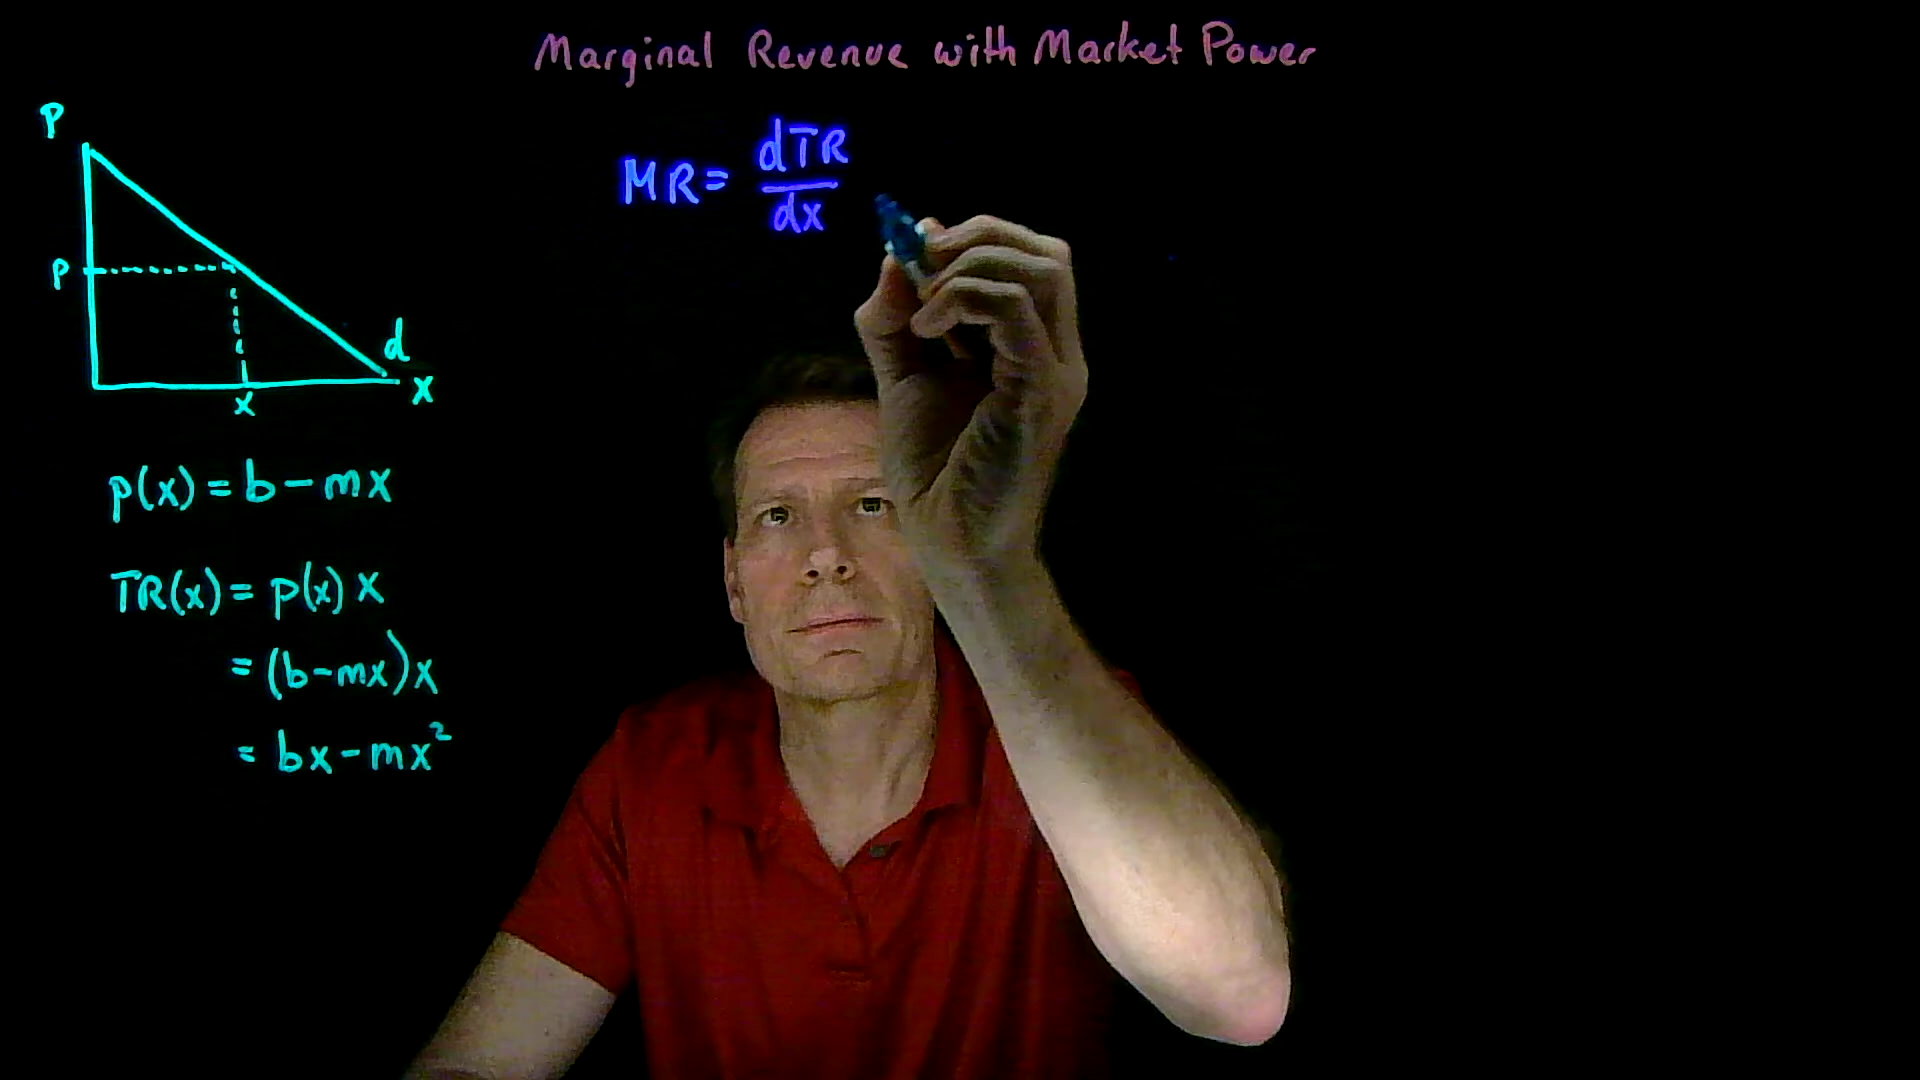 Marginal Revenue with Market Power
P
P
d
x
x
p(x) = b - mx
TR(x) = p(x) x
= (b-mx)x
= bx - mx²
MR = dTR/dx